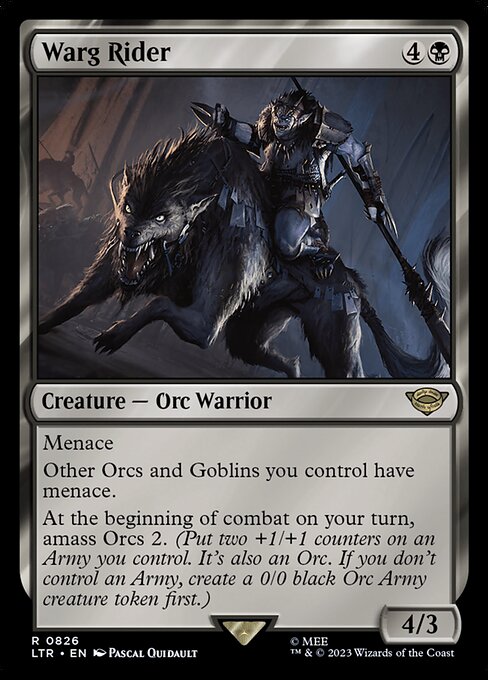 Warg Rider 4
Creature — Orc Warrior
Menace
Other Orcs and Goblins you control have
menace.
At the beginning of combat on your turn,
amass Orcs 2. (Put two +1/+1 counters on an
Army you control. It's also an Orc. If you don't
control an Army, create a 0/0 black Orc Army
creature token first.)
4/3
R 0826
LTR • EN Pascal Quidault
© MEE
™ & © 2023 Wizards of the Coast